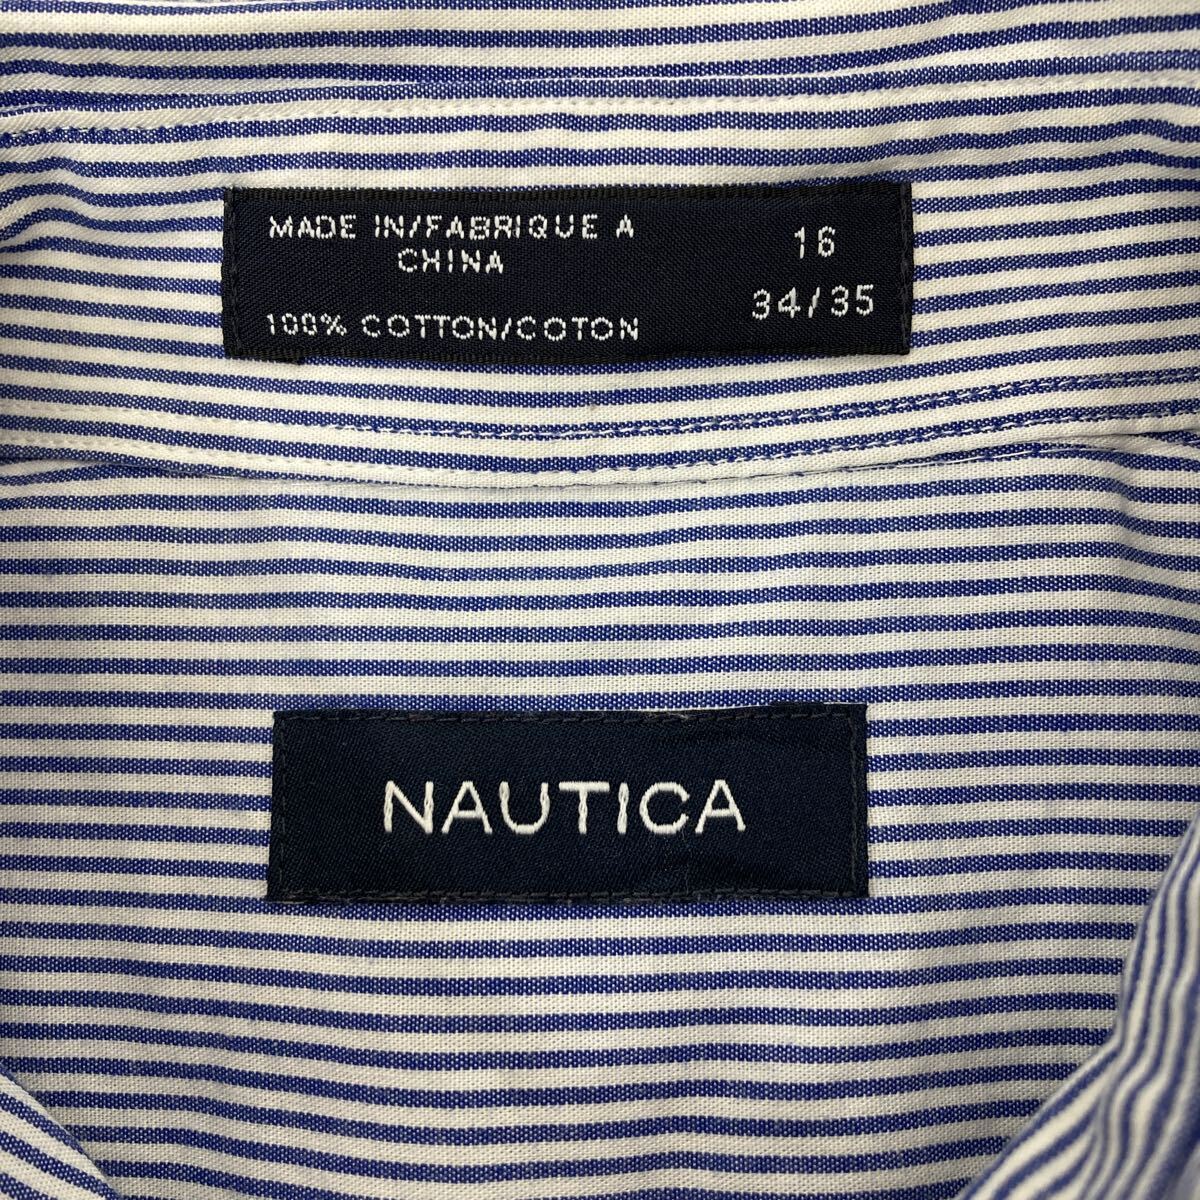 MADE IN/FABRIQUE A
CHINA
100% COTTON/COTON
16
34/35
NAUTICA